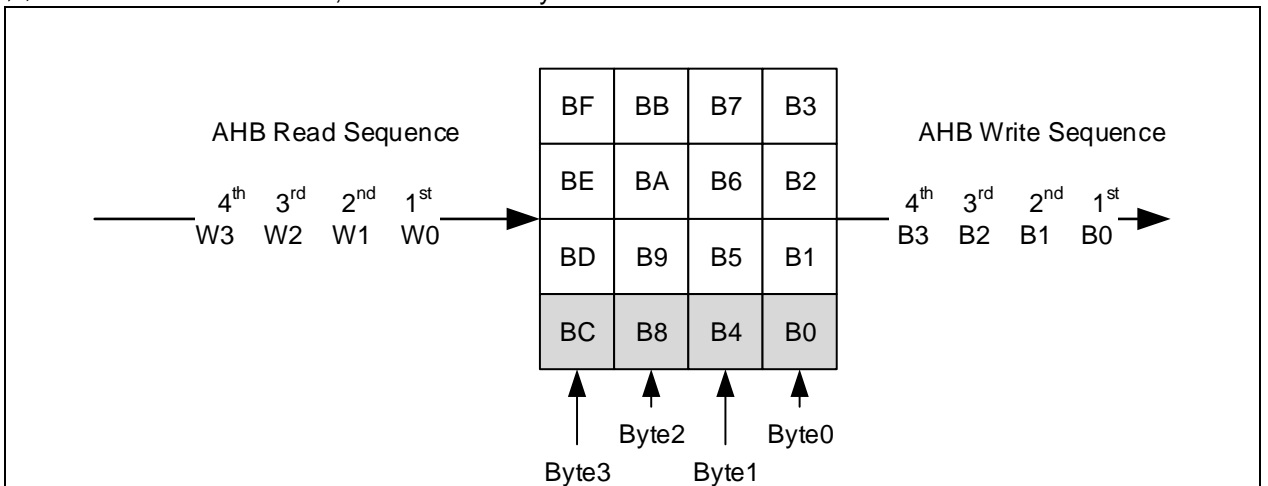 BF BB B7 B3
AHB Read Sequence
AHB Write Sequence
BE BA B6 B2
4th 3rd 2nd 1st
W3 W2 W1 W0
4th 3rd 2nd 1st
B3 B2 B1 B0
BD B9 B5 B1
BC B8 B4 B0
Byte2 Byte0
Byte3 Byte1